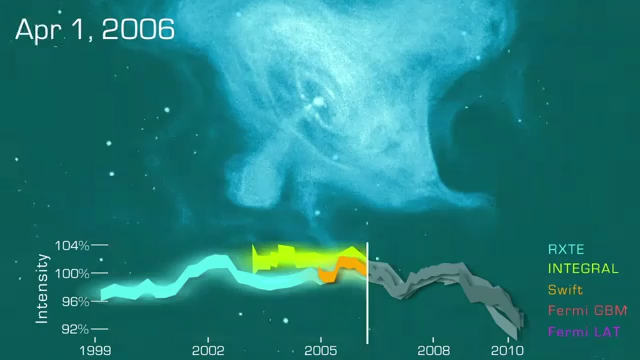 Apr 1, 2006
104%
100%
96%
92%
Intensity
1999 2002 2005 2008 2010
RXTE
INTEGRAL
Swift
Fermi GBM
Fermi LAT